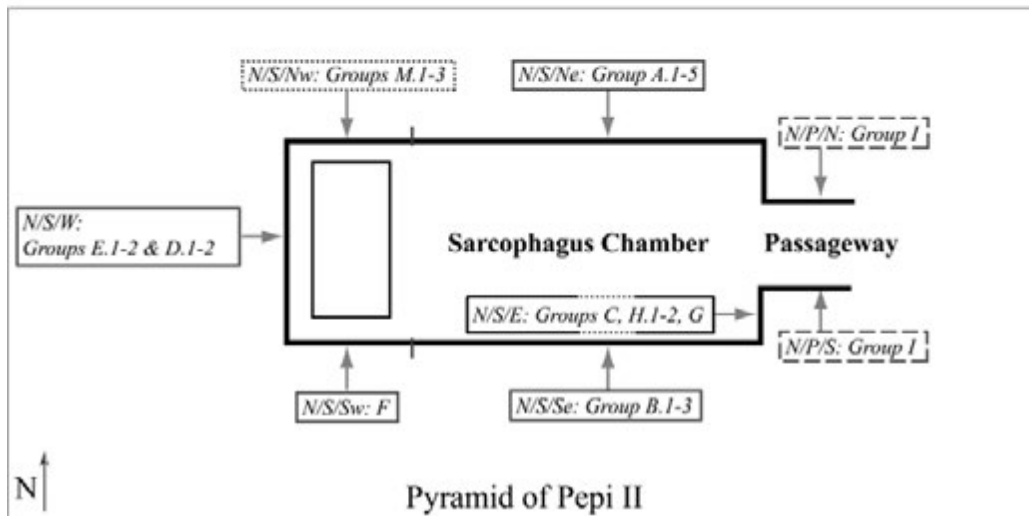 N/S/Nw: Groups M.1-3
N/S/Ne: Group A.1-5
N/P/N: Group I
N/S/W:
Groups E.1-2 & D.1-2
Sarcophagus Chamber
Passageway
N/S/E: Groups C, H.1-2, G
N/P/S: Group I
N/S/Sw: F
N/S/Se: Group B.1-3
N
Pyramid of Pepi II